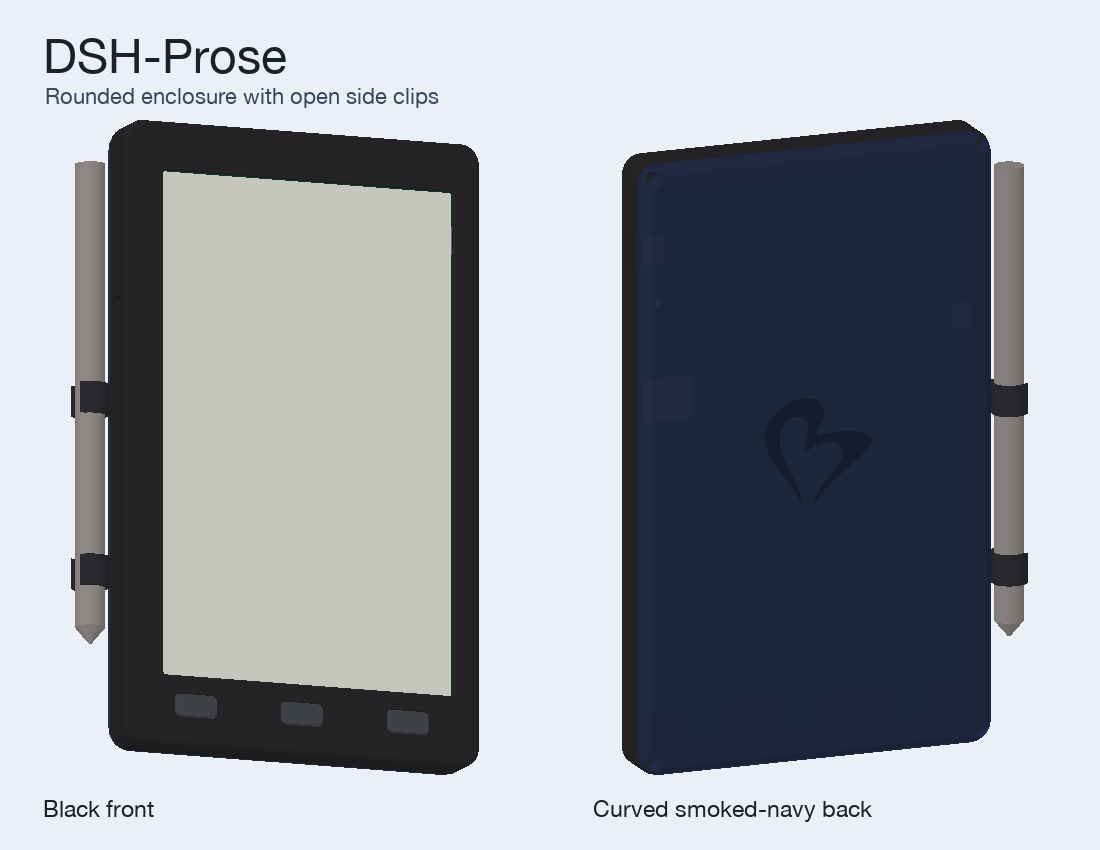 DSH-Prose
Rounded enclosure with open side clips
Black front
Curved smoked-navy back